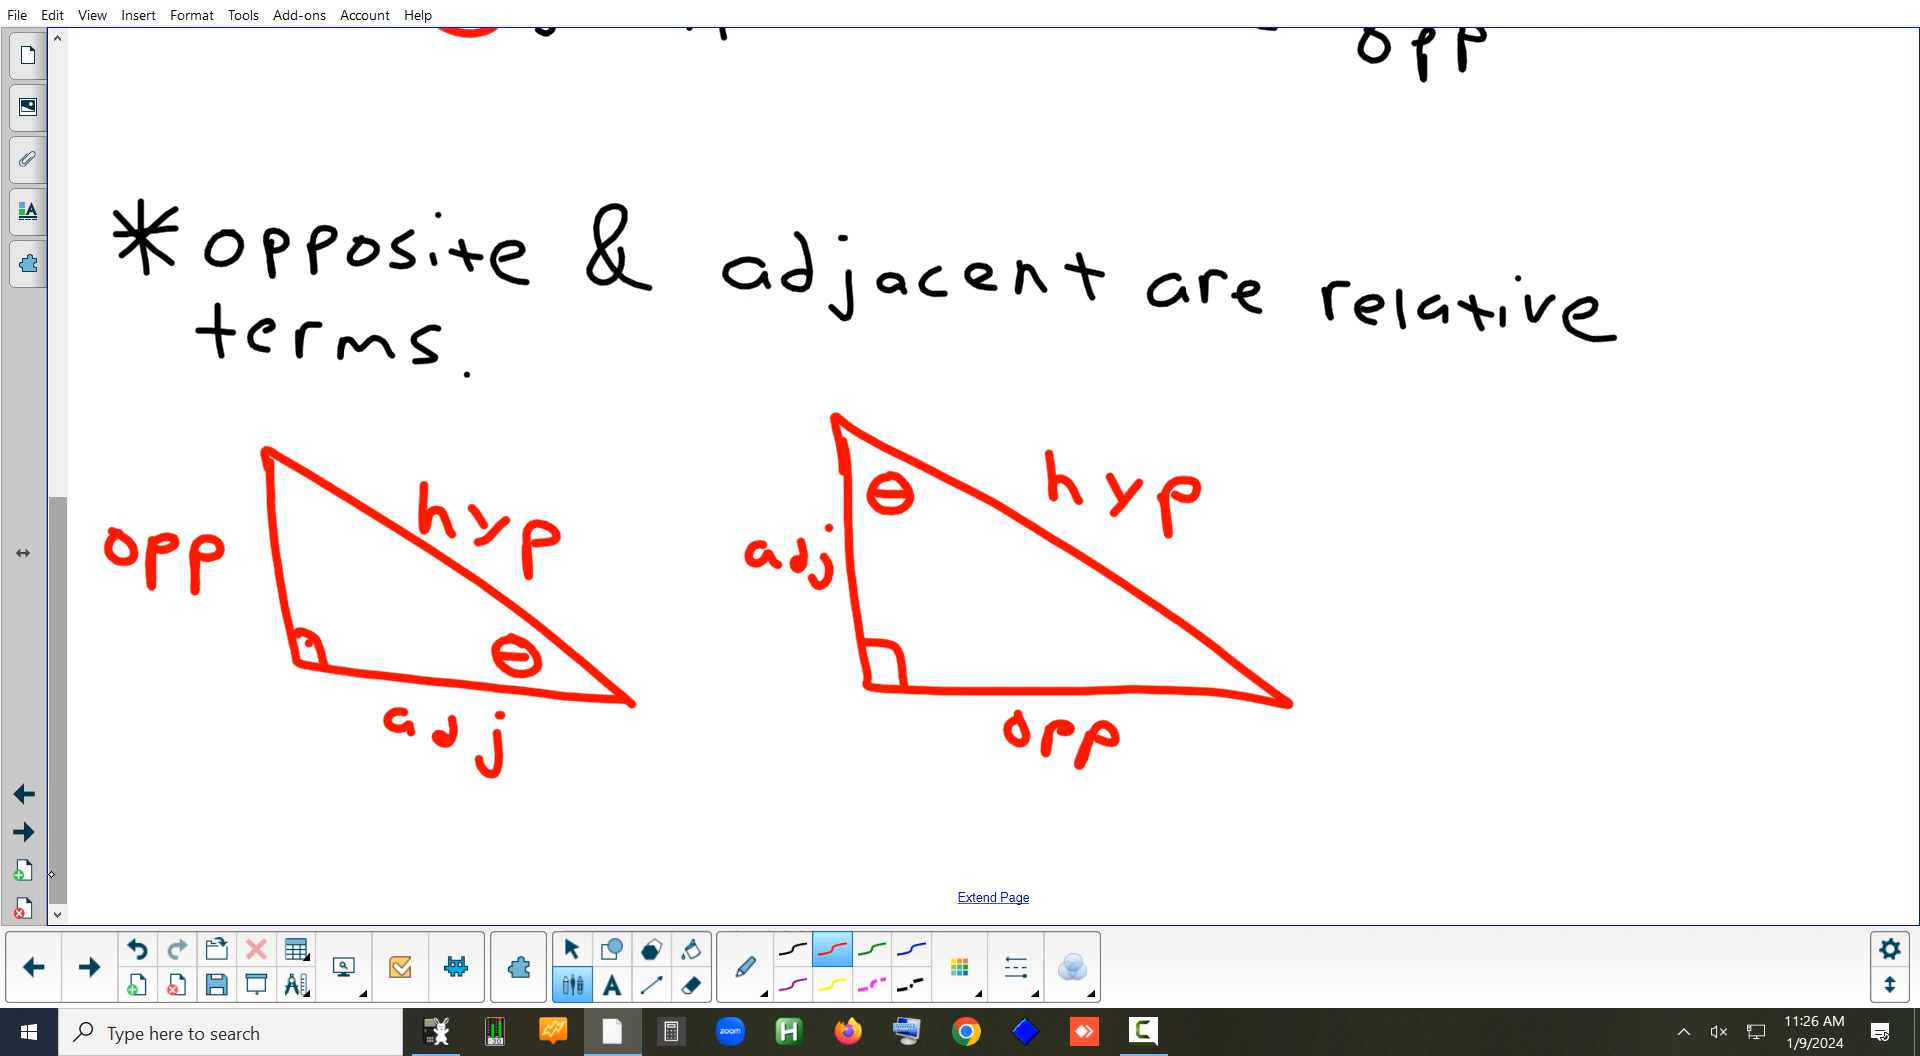 File Edit View Insert Format Tools Add-ons Account Help
opp
*opposite & adjacent are relative
terms.
hyp
opp
θ
adj
hyp
θ
adj
opp
Extend Page
Type here to search
zoom
11:26 AM
1/9/2024